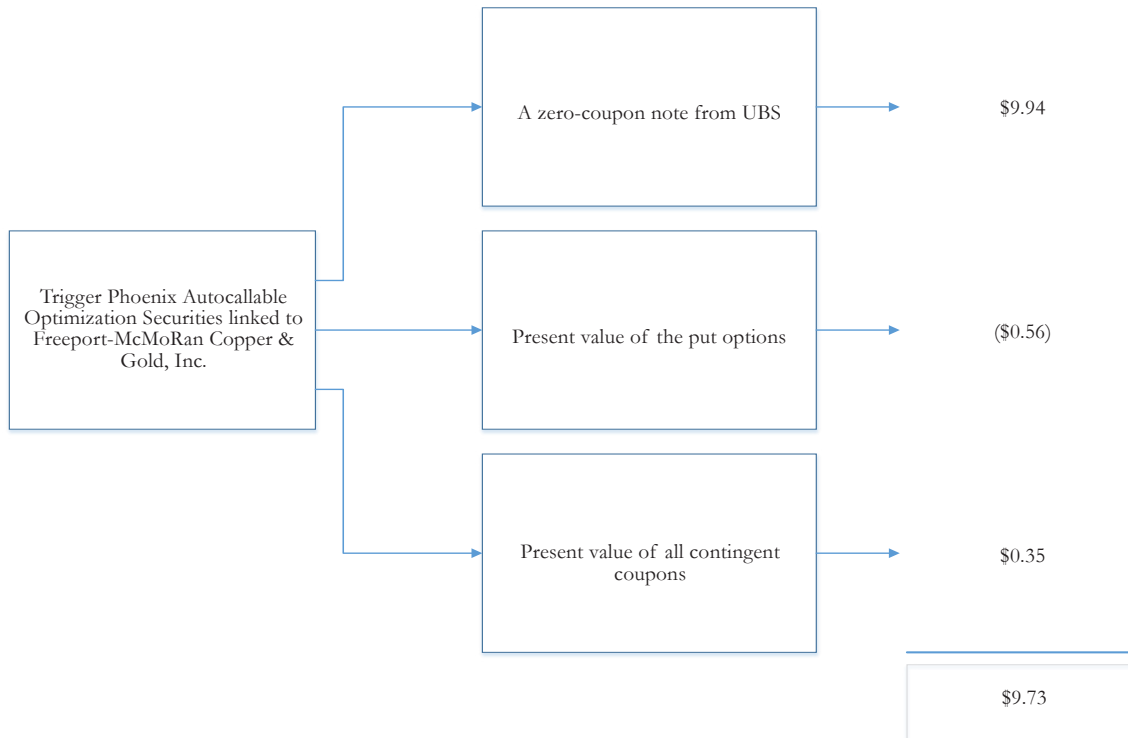 A zero-coupon note from UBS
$9.94
Trigger Phoenix Autocallable
Optimization Securities linked to
Freeport-McMoRan Copper &
Gold, Inc.
Present value of the put options
($0.56)
Present value of all contingent
coupons
$0.35
$9.73